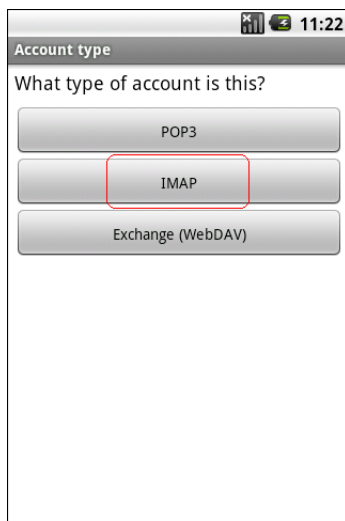 11:22
Account type
What type of account is this?
POP3
IMAP
Exchange (WebDAV)